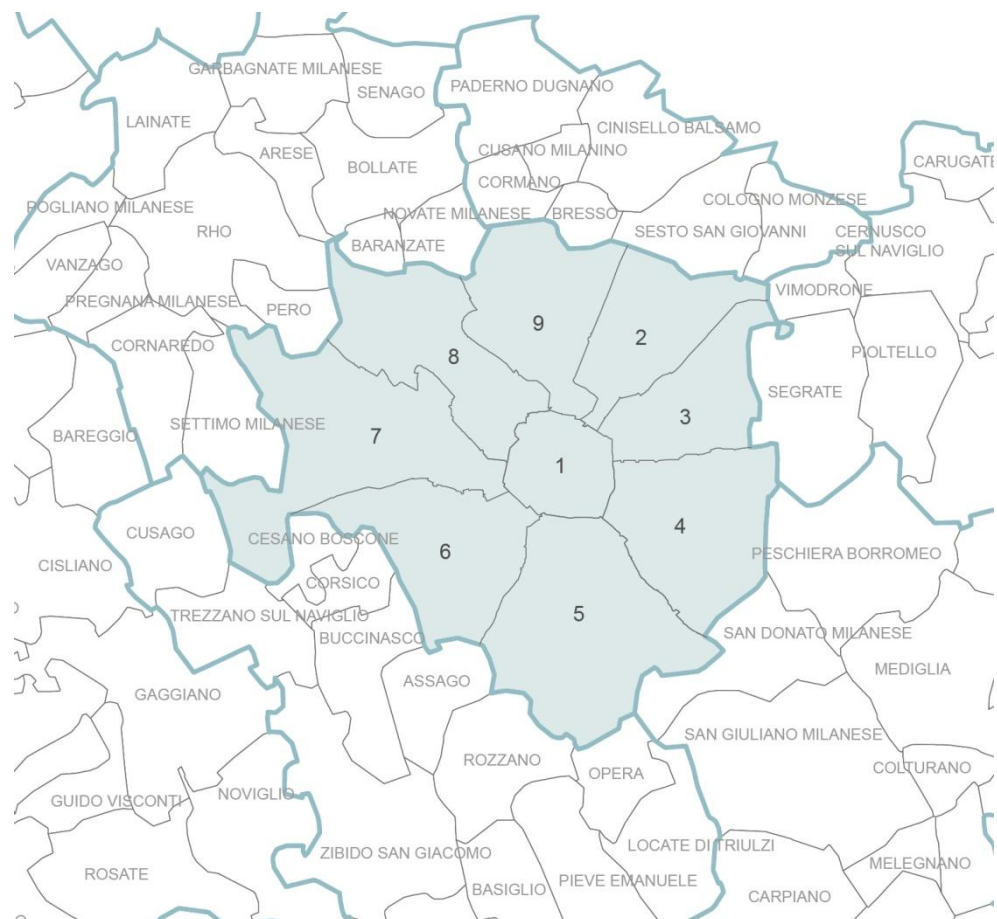 GARBAGNATE MILANESE
PADERNO DUGNANO
SENAGO
LAINATE
CINISELLO BALSAMO
ARESE
CUSANO MILANINO
CARUGATE
BOLLATE
CORMANO
COLOGNO MONZESE
POGLIANO MILANESE
NOVATE MILANESE
BRESSO
RHO
SESTO SAN GIOVANNI
CERNUSCO
SUL NAVIGLIO
BARANZATE
VANZAGO
VIMODRONE
PREGNANA MILANESE
PERO
9
2
CORNAREDO
8
PIOLTELLO
SEGRATE
3
SETTIMO MILANESE
7
BAREGGIO
1
4
CUSAGO
CESANO BOSCONE
6
PESCHIERA BORROMEO
CISLIANO
CORSICO
5
TREZZANO SUL NAVIGLIO
BUCCINASCO
SAN DONATO MILANESE
MEDIGLIA
ASSAGO
GAGGIANO
SAN GIULIANO MILANESE
ROZZANO
COLTURANO
OPERA
NOVIGLIO
GUIDO VISCONTI
LOCATE DI TRIULZI
ZIBIDO SAN GIACOMO
MELEGNANO
ROSATE
PIEVE EMANUELE
BASIGLIO
CARPIANO